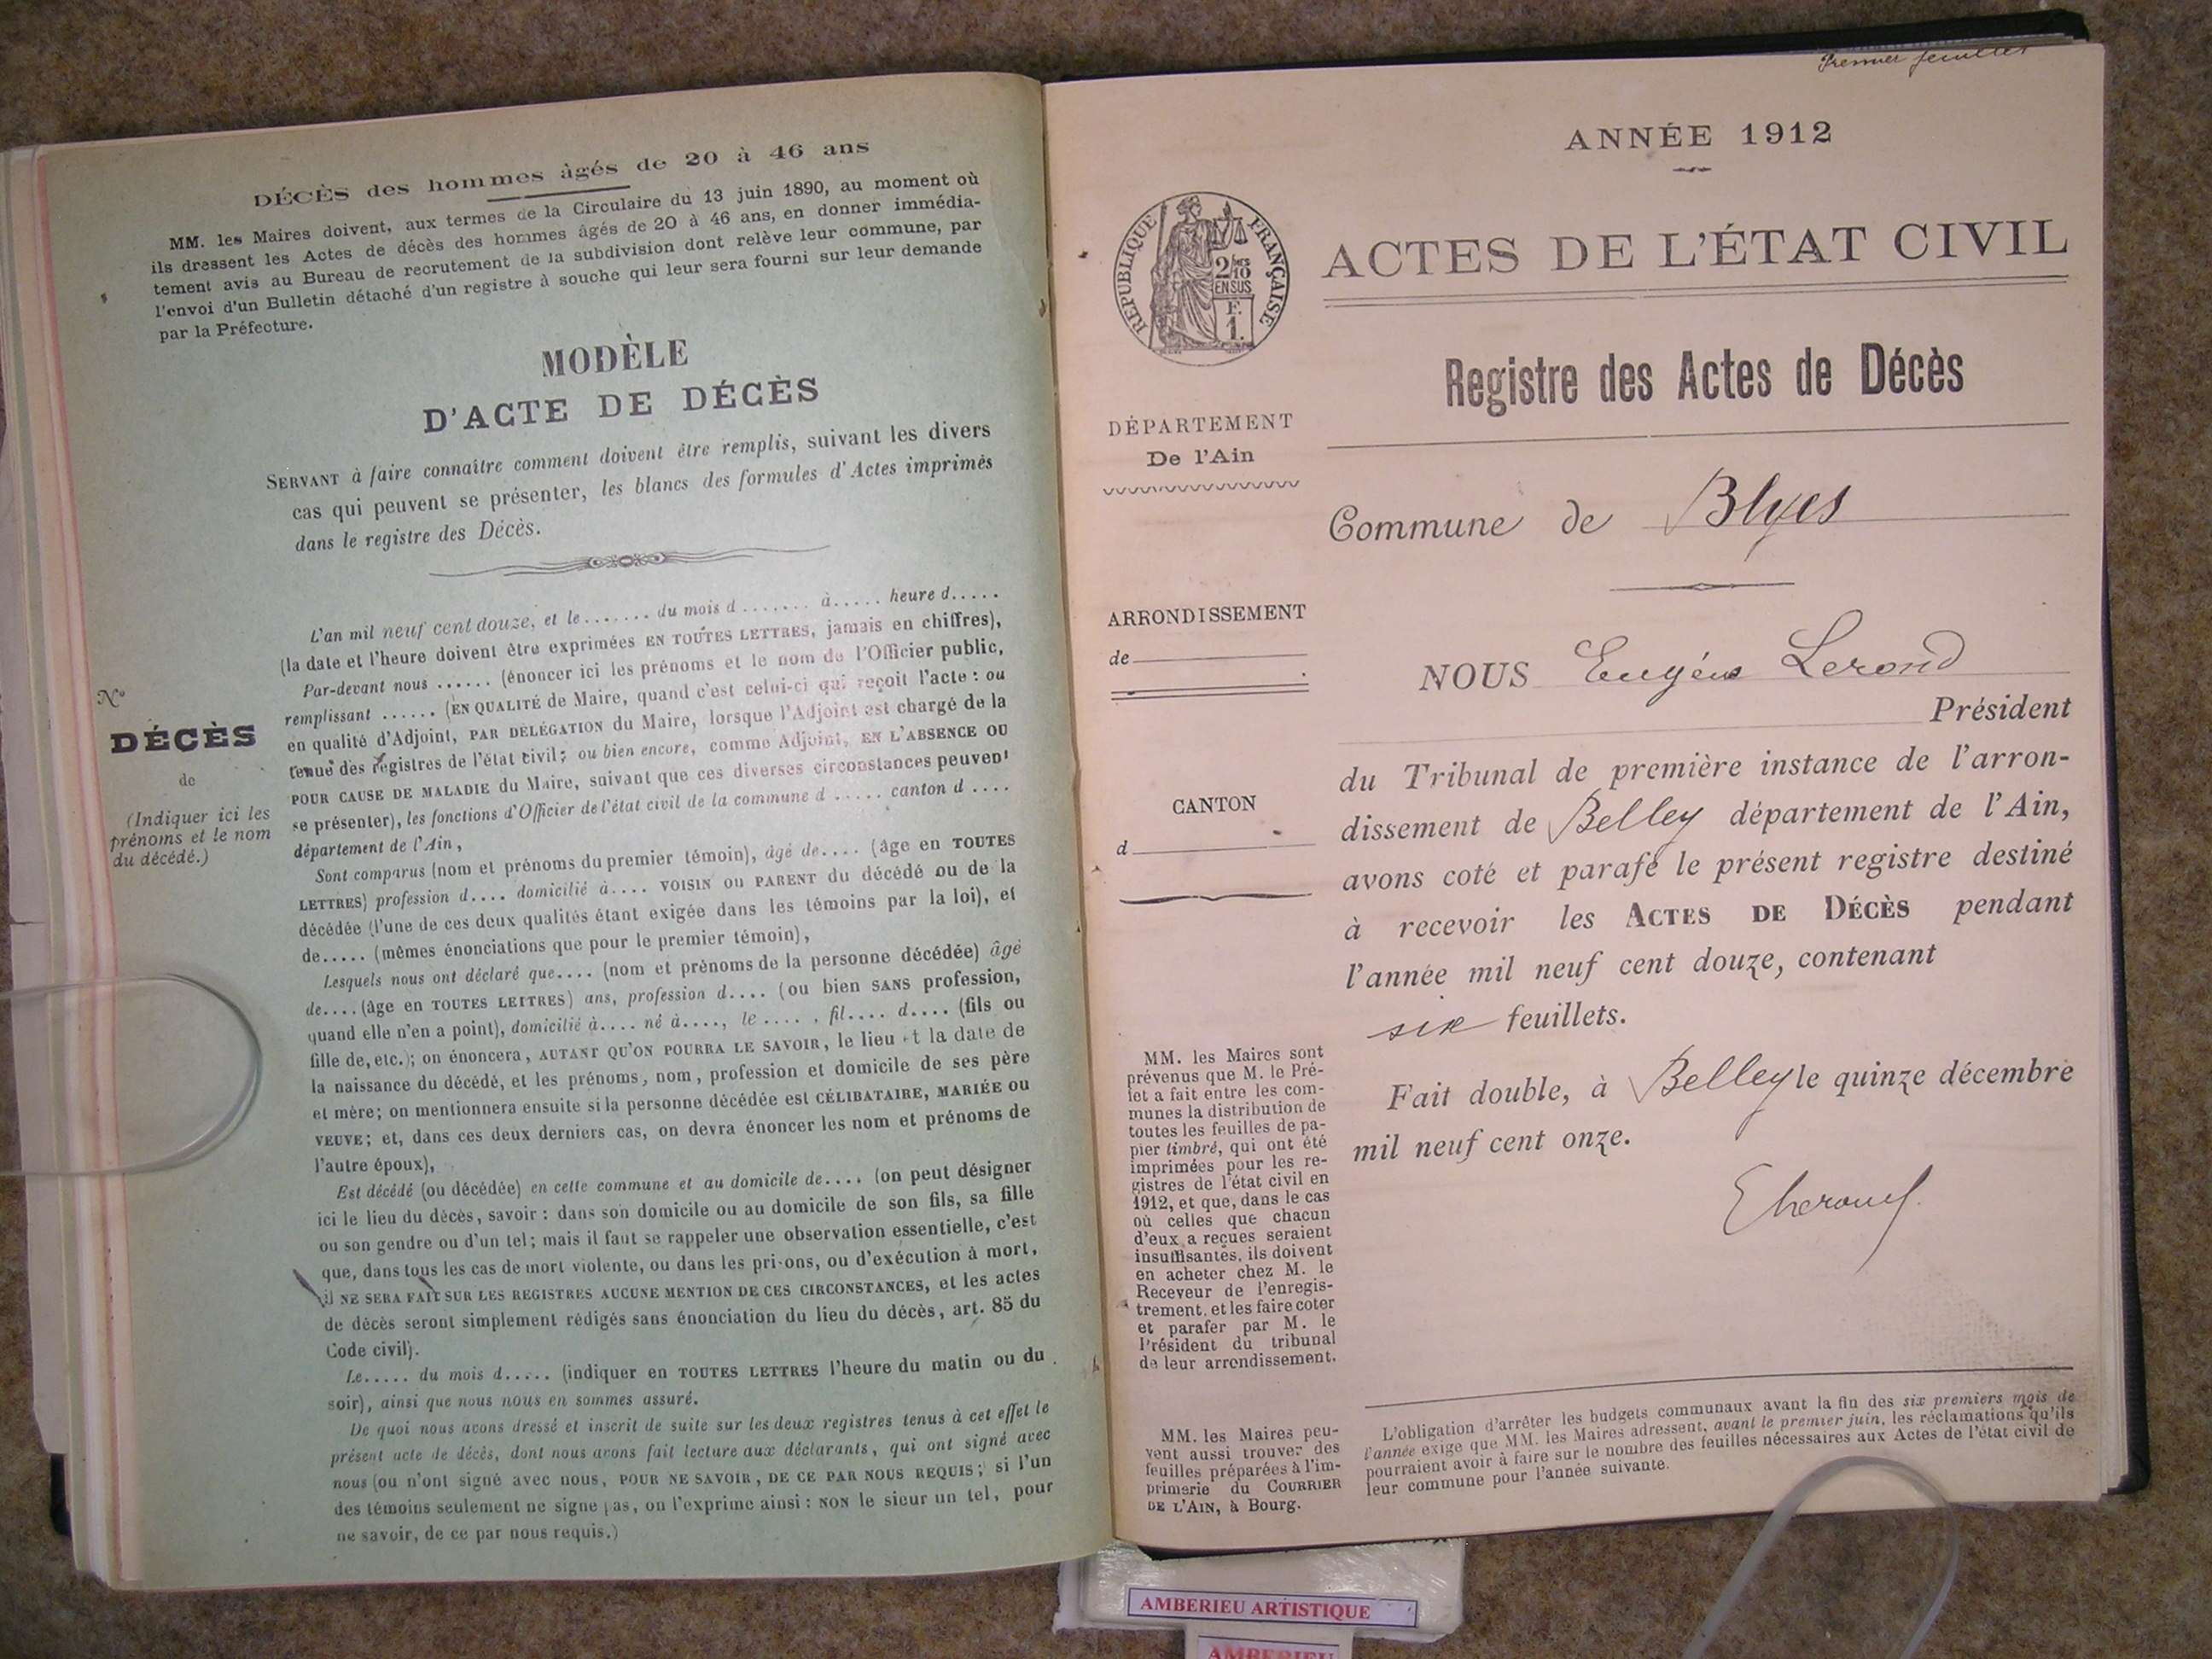 DÉCÈS des hommes âgés de 20 à 46 ans
MM. les Maires doivent, aux termes de la Circulaire du 13 juin 1890, au moment où
ils dressent les Actes de décès des hommes âgés de 20 à 46 ans, en donner immédia-
tement avis au Bureau de recrutement de la subdivision dont relève leur commune, par
l'envoi d'un Bulletin détaché d'un registre à souche qui leur sera fourni sur leur demande
par la Préfecture.
MODÈLE
D'ACTE DE DÉCÈS
SERVANT à faire connaître comment doivent être remplis, suivant les divers
cas qui peuvent se présenter, les blancs des formules d'Actes imprimés
dans le registre des Décès.
N°
DÉCÈS
de
(Indiquer ici les
prénoms et le nom
du décédé.)
L'an mil neuf cent douze, et le ....... du mois d ....... à ..... heure d.....
(la date et l'heure doivent être exprimées EN TOUTES LETTRES, jamais en chiffres),
Par-devant nous ...... (énoncer ici les prénoms et le nom de l'Officier public,
remplissant ...... (EN QUALITÉ de Maire, quand c'est celui-ci qui reçoit l'acte : ou
en qualité d'Adjoint, PAR DÉLÉGATION du Maire, lorsque l'Adjoint est chargé de la
tenue des registres de l'état civil; ou bien encore, comme Adjoint, EN L'ABSENCE OU
POUR CAUSE DE MALADIE du Maire, suivant que ces diverses circonstances peuvent
se présenter), les fonctions d'Officier de l'état civil de la commune d ..... canton d ....
département de l'Ain,
Sont comparus (nom et prénoms du premier témoin), âgé de.... (âge en TOUTES
LETTRES) profession d.... domicilié à.... VOISIN OU PARENT du décédé ou de la
décédée (l'une de ces deux qualités étant exigée dans les témoins par la loi), et
de..... (mêmes énonciations que pour le premier témoin),
Lesquels nous ont déclaré que.... (nom et prénoms de la personne décédée) âgé
de.... (âge en TOUTES LETTRES) ans, profession d.... (ou bien SANS profession,
quand elle n'en a point), domicilié à.... né à...., le ...., fil.... d.... (fils ou
fille de, etc.); on énoncera, AUTANT QU'ON POURRA LE SAVOIR, le lieu et la date de
la naissance du décédé, et les prénoms, nom, profession et domicile de ses père
et mère; on mentionnera ensuite si la personne décédée est CÉLIBATAIRE, MARIÉE OU
VEUVE; et, dans ces deux derniers cas, on devra énoncer les nom et prénoms de
l'autre époux),
Est décédé (ou décédée) en cette commune et au domicile de.... (on peut désigner
ici le lieu du décès, savoir : dans son domicile ou au domicile de son fils, sa fille
ou son gendre ou d'un tel; mais il faut se rappeler une observation essentielle, c'est
que, dans tous les cas de mort violente, ou dans les prisons, ou d'exécution à mort,
il NE SERA FAIT SUR LES REGISTRES AUCUNE MENTION DE CES CIRCONSTANCES, et les actes
de décès seront simplement rédigés sans énonciation du lieu du décès, art. 85 du
Code civil).
Le..... du mois d..... (indiquer en TOUTES LETTRES l'heure du matin ou du
soir), ainsi que nous nous en sommes assuré.
De quoi nous avons dressé et inscrit de suite sur les deux registres tenus à cet effet le
présent acte de décès, dont nous avons fait lecture aux déclarants, qui ont signé avec
nous (ou n'ont signé avec nous, POUR NE SAVOIR, DE CE PAR NOUS REQUIS; si l'un
des témoins seulement ne signe pas, on l'exprime ainsi : NON le sieur un tel, pour
ne savoir, de ce par nous requis.)
Premier feuillet
ANNÉE 1912
RÉPUBLIQUE FRANÇAISE
2/10 EN SUS
F. 1.
ACTES DE L'ÉTAT CIVIL
Registre des Actes de Décès
DÉPARTEMENT
De l'Ain
Commune de Blyes
ARRONDISSEMENT
de
CANTON
d
NOUS Eugène Lerond
Président
du Tribunal de première instance de l'arron-
dissement de Belley département de l'Ain,
avons coté et parafé le présent registre destiné
à recevoir les ACTES DE DÉCÈS pendant
l'année mil neuf cent douze, contenant
six feuillets.
Fait double, à Belley le quinze décembre
mil neuf cent onze.
MM. les Maires sont
prévenus que M. le Pré-
fet a fait entre les com-
munes la distribution de
toutes les feuilles de pa-
pier timbré, qui ont été
imprimées pour les re-
gistres de l'état civil en
1912, et que, dans le cas
où celles que chacun
d'eux a reçues seraient
insuffisantes, ils doivent
en acheter chez M. le
Receveur de l'enregis-
trement, et les faire coter
et parafer par M. le
Président du tribunal
de leur arrondissement.
MM. les Maires peu-
vent aussi trouver des
feuilles préparées à l'im-
primerie du COURRIER
DE L'AIN, à Bourg.
L'obligation d'arrêter les budgets communaux avant la fin des six premiers mois de
l'année exige que MM. les Maires adressent, avant le premier juin, les réclamations qu'ils
pourraient avoir à faire sur le nombre des feuilles nécessaires aux Actes de l'état civil de
leur commune pour l'année suivante.
AMBERIEU ARTISTIQUE
AMBERIEU